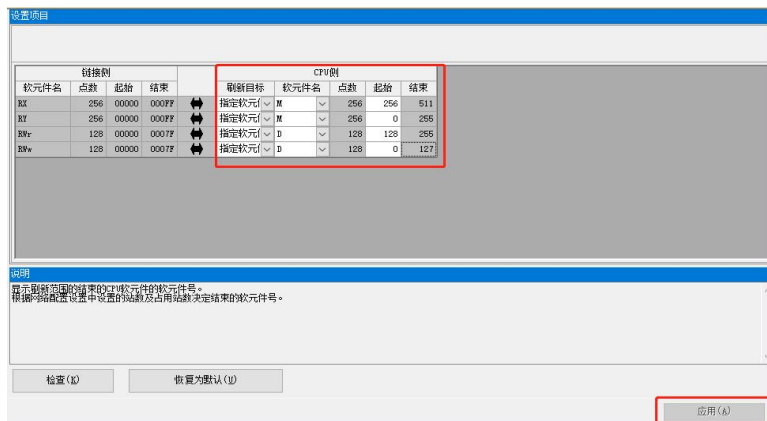 设置项目
链接侧 CPU侧
软元件名 点数 起始 结束 刷新目标 软元件名 点数 起始 结束
RX 256 00000 000FF 指定软元件 M 256 256 511
RY 256 00000 000FF 指定软元件 M 256 0 255
RWr 128 00000 0007F 指定软元件 D 128 128 255
RWw 128 00000 0007F 指定软元件 D 128 0 127
说明
显示刷新范围的结束的CPU软元件的软元件号。
根据网络配置设置中设置的站数及占用站数决定结束的软元件号。
检查(K) 恢复为默认(U)
应用(A)